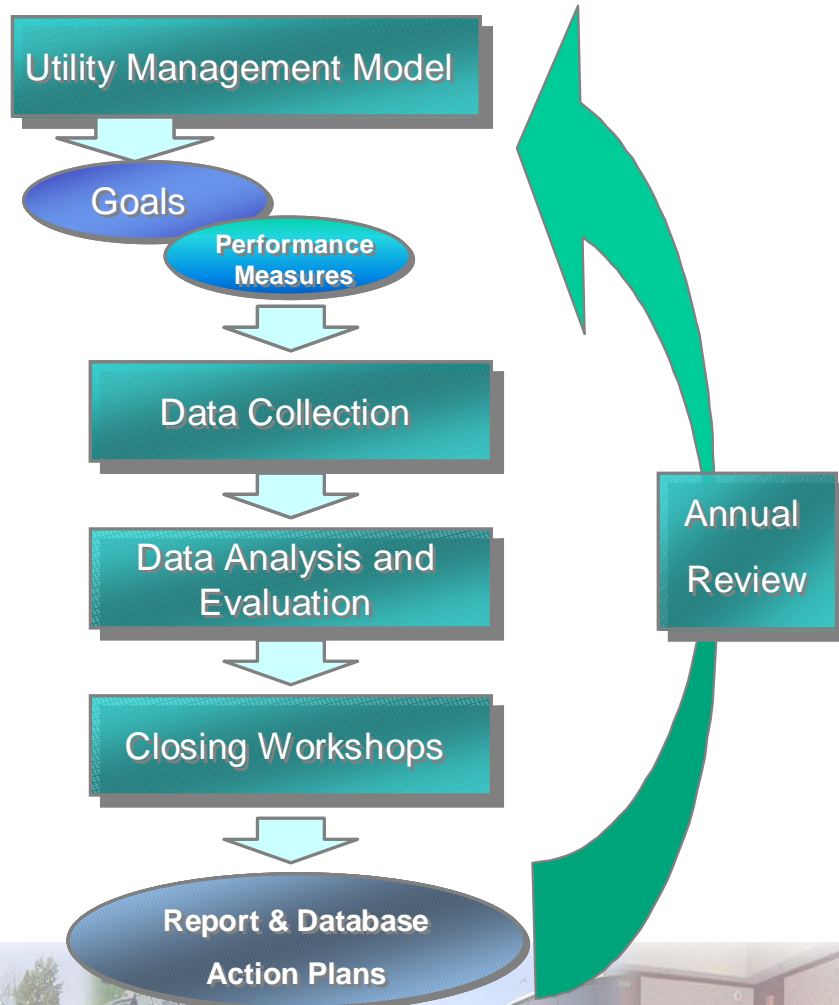 Utility Management Model
Goals
Performance
Measures
Data Collection
Data Analysis and
Evaluation
Closing Workshops
Report & Database
Action Plans
Annual
Review